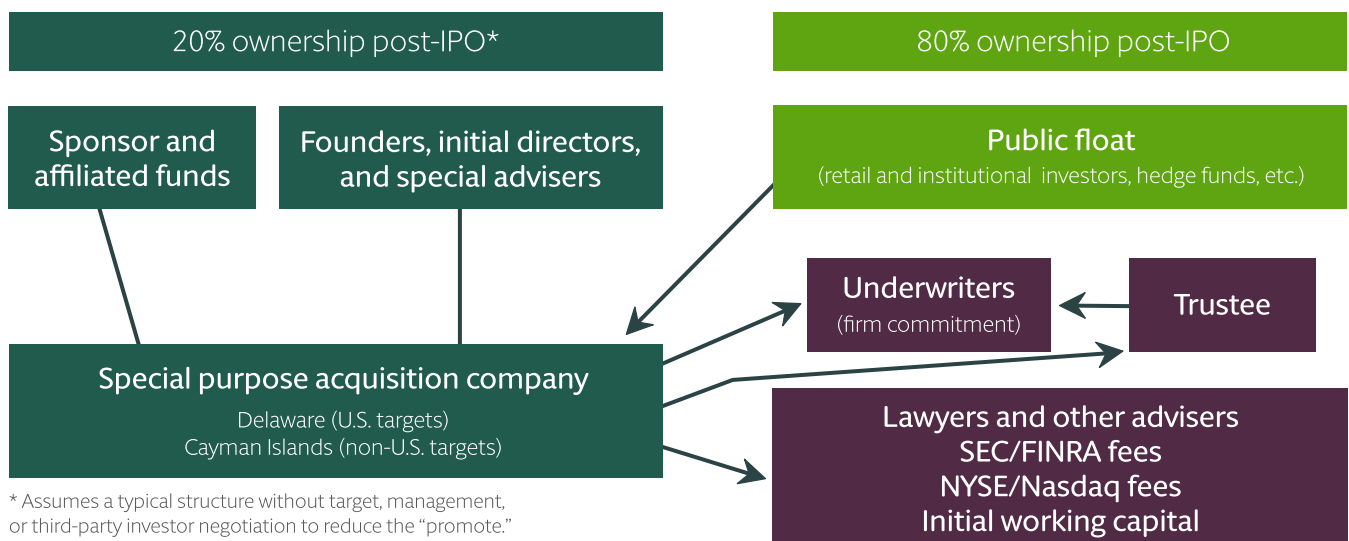 20% ownership post-IPO*
80% ownership post-IPO
Sponsor and
affiliated funds
Founders, initial directors,
and special advisers
Public float
(retail and institutional investors, hedge funds, etc.)
Underwriters
(firm commitment)
Trustee
Special purpose acquisition company
Delaware (U.S. targets)
Cayman Islands (non-U.S. targets)
Lawyers and other advisers
SEC/FINRA fees
NYSE/Nasdaq fees
Initial working capital
* Assumes a typical structure without target, management,
or third-party investor negotiation to reduce the “promote.”